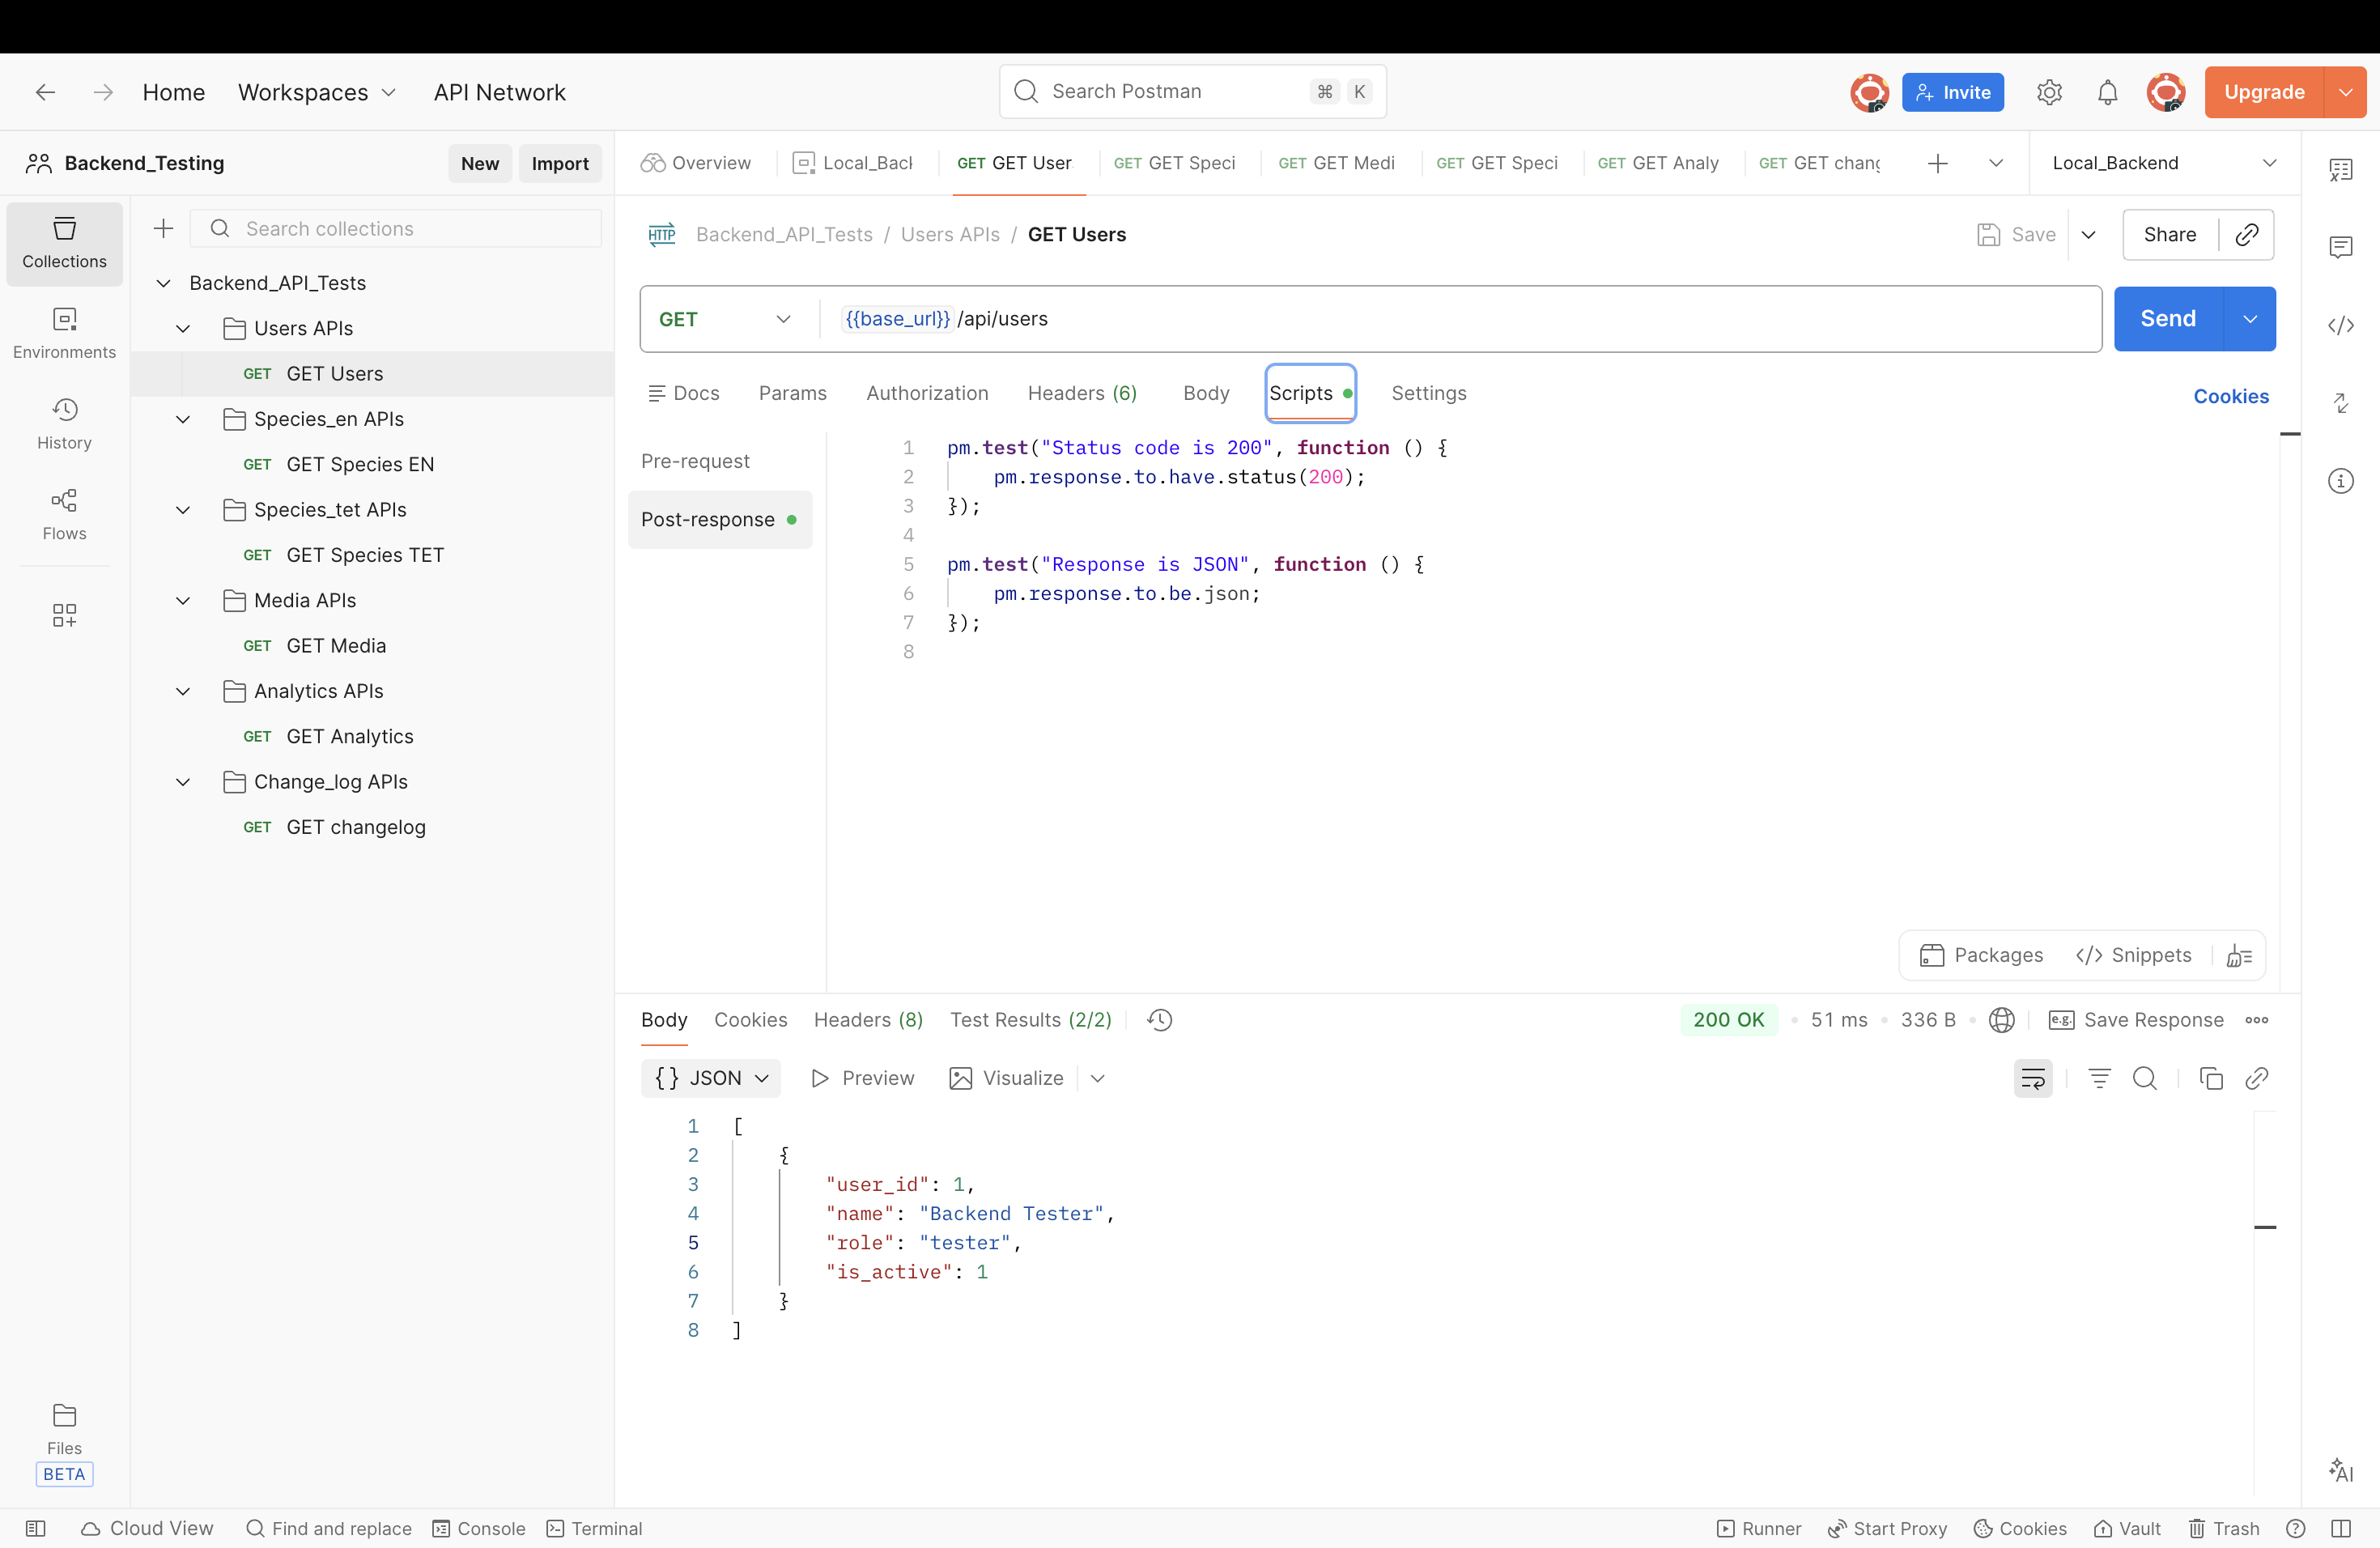 Home Workspaces API Network
Search Postman ⌘ K
Invite
Upgrade
Backend_Testing New Import
Overview Local_Bacl GET GET User GET GET Speci GET GET Medi GET GET Speci GET GET Analy GET GET chang
Local_Backend
Collections
Environments
History
Flows
Files
BETA
Search collections
Backend_API_Tests
Users APIs
GET GET Users
Species_en APIs
GET GET Species EN
Species_tet APIs
GET GET Species TET
Media APIs
GET GET Media
Analytics APIs
GET GET Analytics
Change_log APIs
GET GET changelog
HTTP Backend_API_Tests / Users APIs / GET Users
Save Share
GET {{base_url}}/api/users
Send
Docs Params Authorization Headers (6) Body Scripts Settings
Cookies
Pre-request
Post-response
1 pm.test("Status code is 200", function () {
2 pm.response.to.have.status(200);
3 });
4
5 pm.test("Response is JSON", function () {
6 pm.response.to.be.json;
7 });
8
Packages </> Snippets
Body Cookies Headers (8) Test Results (2/2)
200 OK • 51 ms • 336 B • e.g. Save Response
{} JSON Preview Visualize
1 [
2 {
3 "user_id": 1,
4 "name": "Backend Tester",
5 "role": "tester",
6 "is_active": 1
7 }
8 ]
AI
Cloud View Find and replace Console Terminal
Runner Start Proxy Cookies Vault Trash